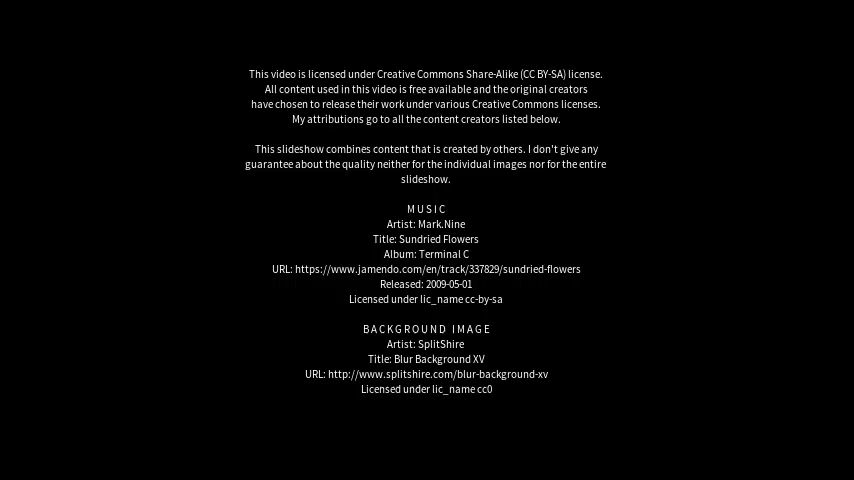 This video is licensed under Creative Commons Share-Alike (CC BY-SA) license.
All content used in this video is free available and the original creators
have chosen to release their work under various Creative Commons licenses.
My attributions go to all the content creators listed below.
This slideshow combines content that is created by others. I don't give any
guarantee about the quality neither for the individual images nor for the entire
slideshow.
MUSIC
Artist: Mark.Nine
Title: Sundried Flowers
Album: Terminal C
URL: https://www.jamendo.com/en/track/337829/sundried-flowers
Released: 2009-05-01
Licensed under lic_name cc-by-sa
BACKGROUND IMAGE
Artist: SplitShire
Title: Blur Background XV
URL: http://www.splitshire.com/blur-background-xv
Licensed under lic_name cc0